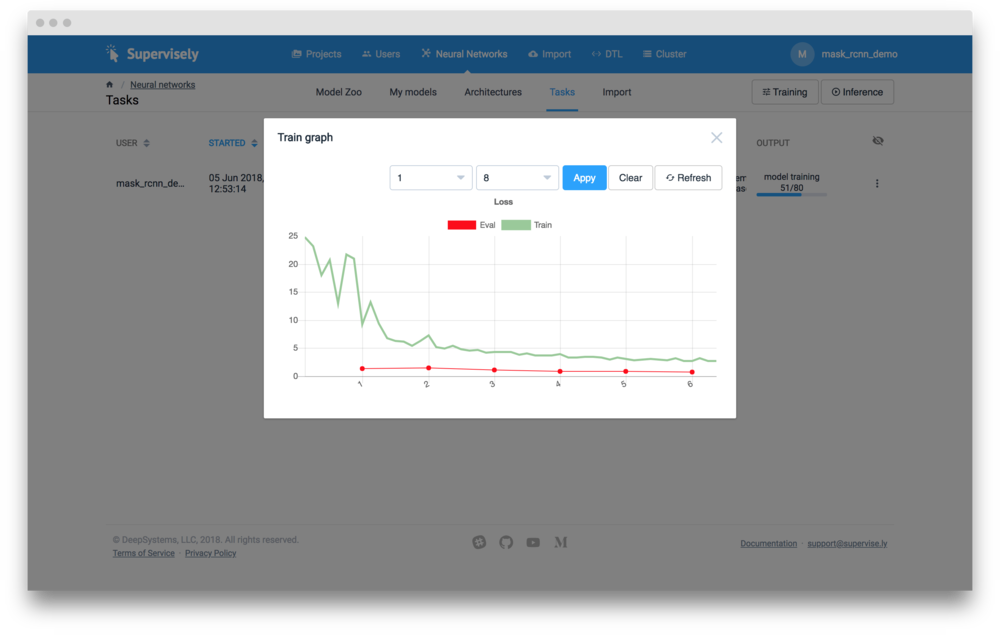 Supervisely
Projects Users Neural Networks Import DTL Cluster M mask_rcnn_demo
/ Neural networks
Tasks
Model Zoo My models Architectures Tasks Import Training Inference
USER STARTED OUTPUT
mask_rcnn_de... 05 Jun 2018,
12:53:14
model training
51/80
Train graph
1 8 Appy Clear Refresh
Loss
Eval Train
25
20
15
10
5
0
1 2 3 4 5 6
© DeepSystema, LLC, 2018. All rights reserved.
Terms of Service · Privacy Policy
Documentation · support@supervise.ly